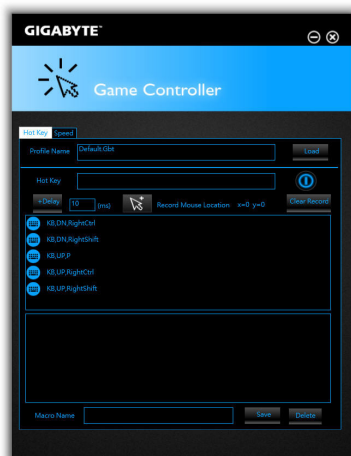 GIGABYTE™
Game Controller
Hot Key Speed
Profile Name Default.Gbt Load
Hot Key
+Delay 10 (ms) Record Mouse Location x=0 y=0 Clear Record
KB,DN,RightCtrl
KB,DN,RightShift
KB,UP,P
KB,UP,RightCtrl
KB,UP,RightShift
Macro Name Save Delete